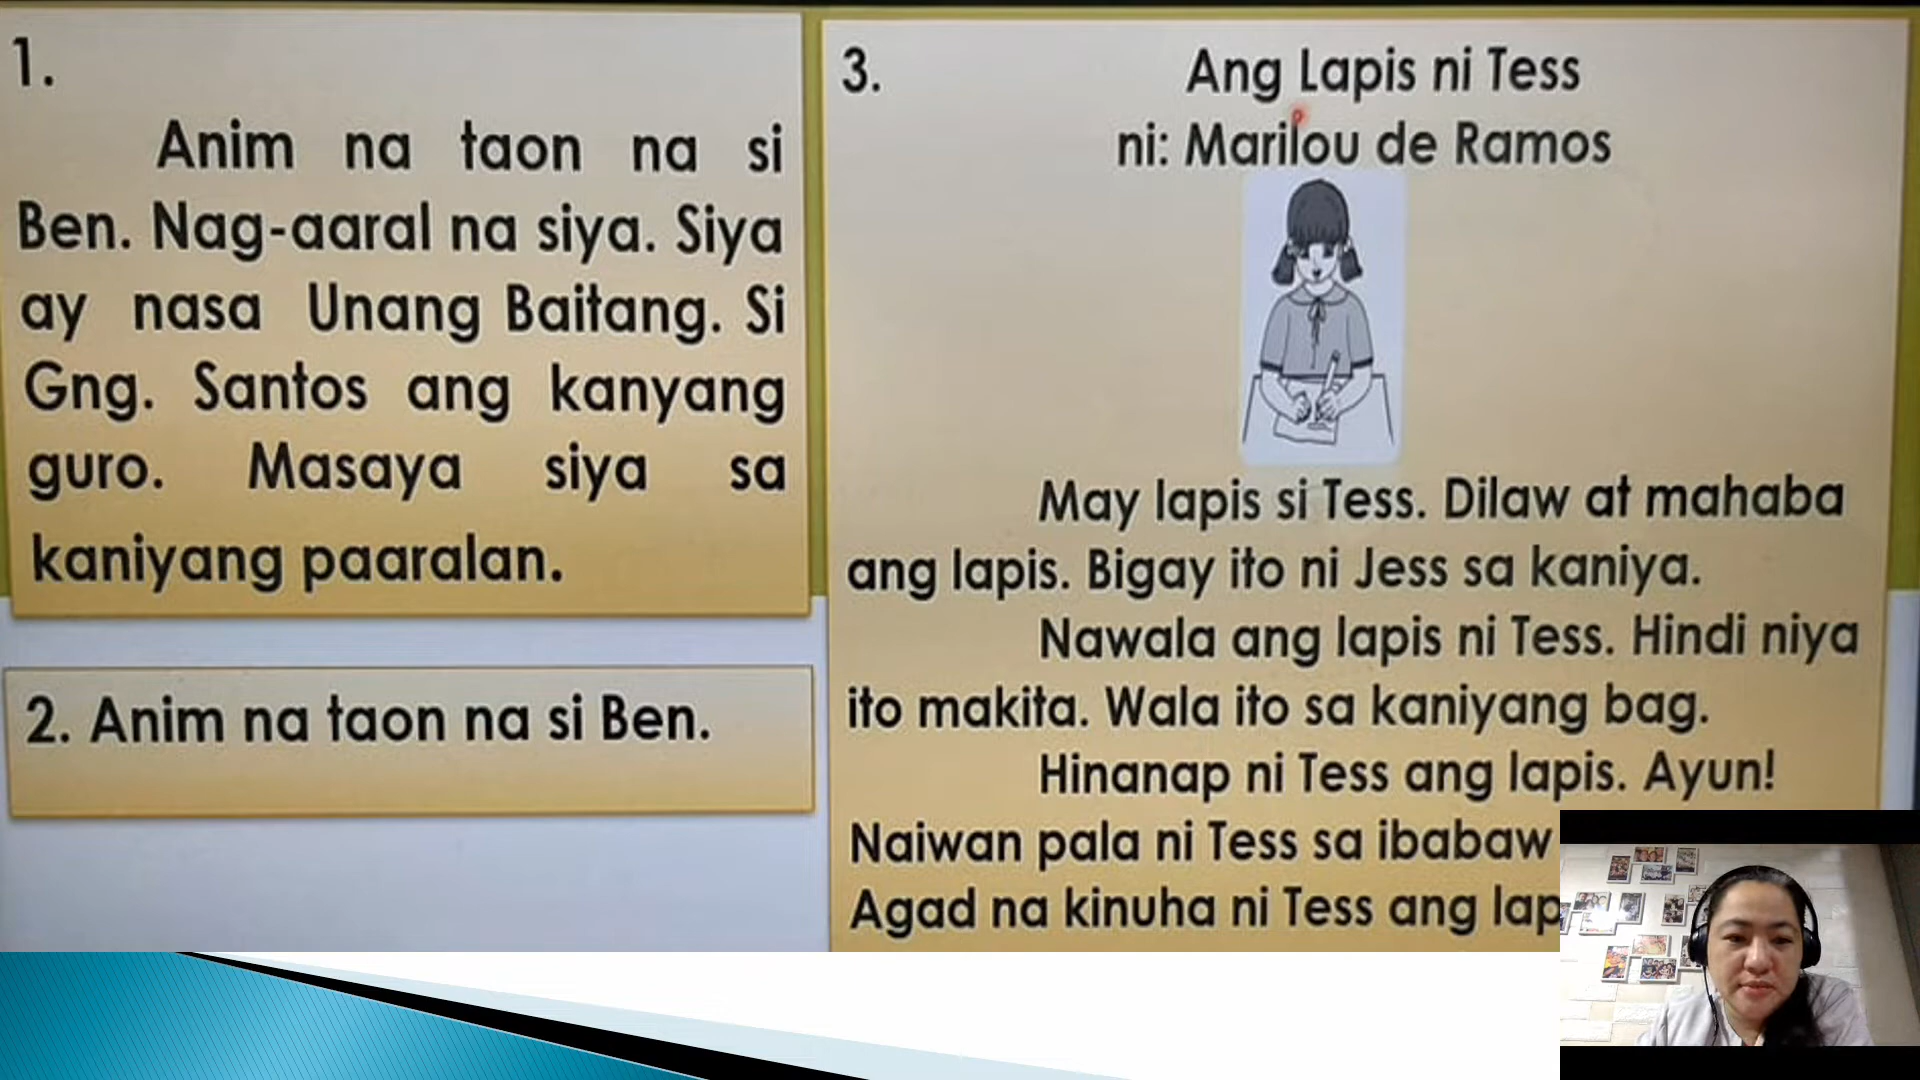 1.
Anim na taon na si
Ben. Nag-aaral na siya. Siya
ay nasa Unang Baitang. Si
Gng. Santos ang kanyang
guro. Masaya siya sa
kaniyang paaralan.
2. Anim na taon na si Ben.
3. Ang Lapis ni Tess
ni: Marilou de Ramos
May lapis si Tess. Dilaw at mahaba
ang lapis. Bigay ito ni Jess sa kaniya.
Nawala ang lapis ni Tess. Hindi niya
ito makita. Wala ito sa kaniyang bag.
Hinanap ni Tess ang lapis. Ayun!
Naiwan pala ni Tess sa ibabaw
Agad na kinuha ni Tess ang